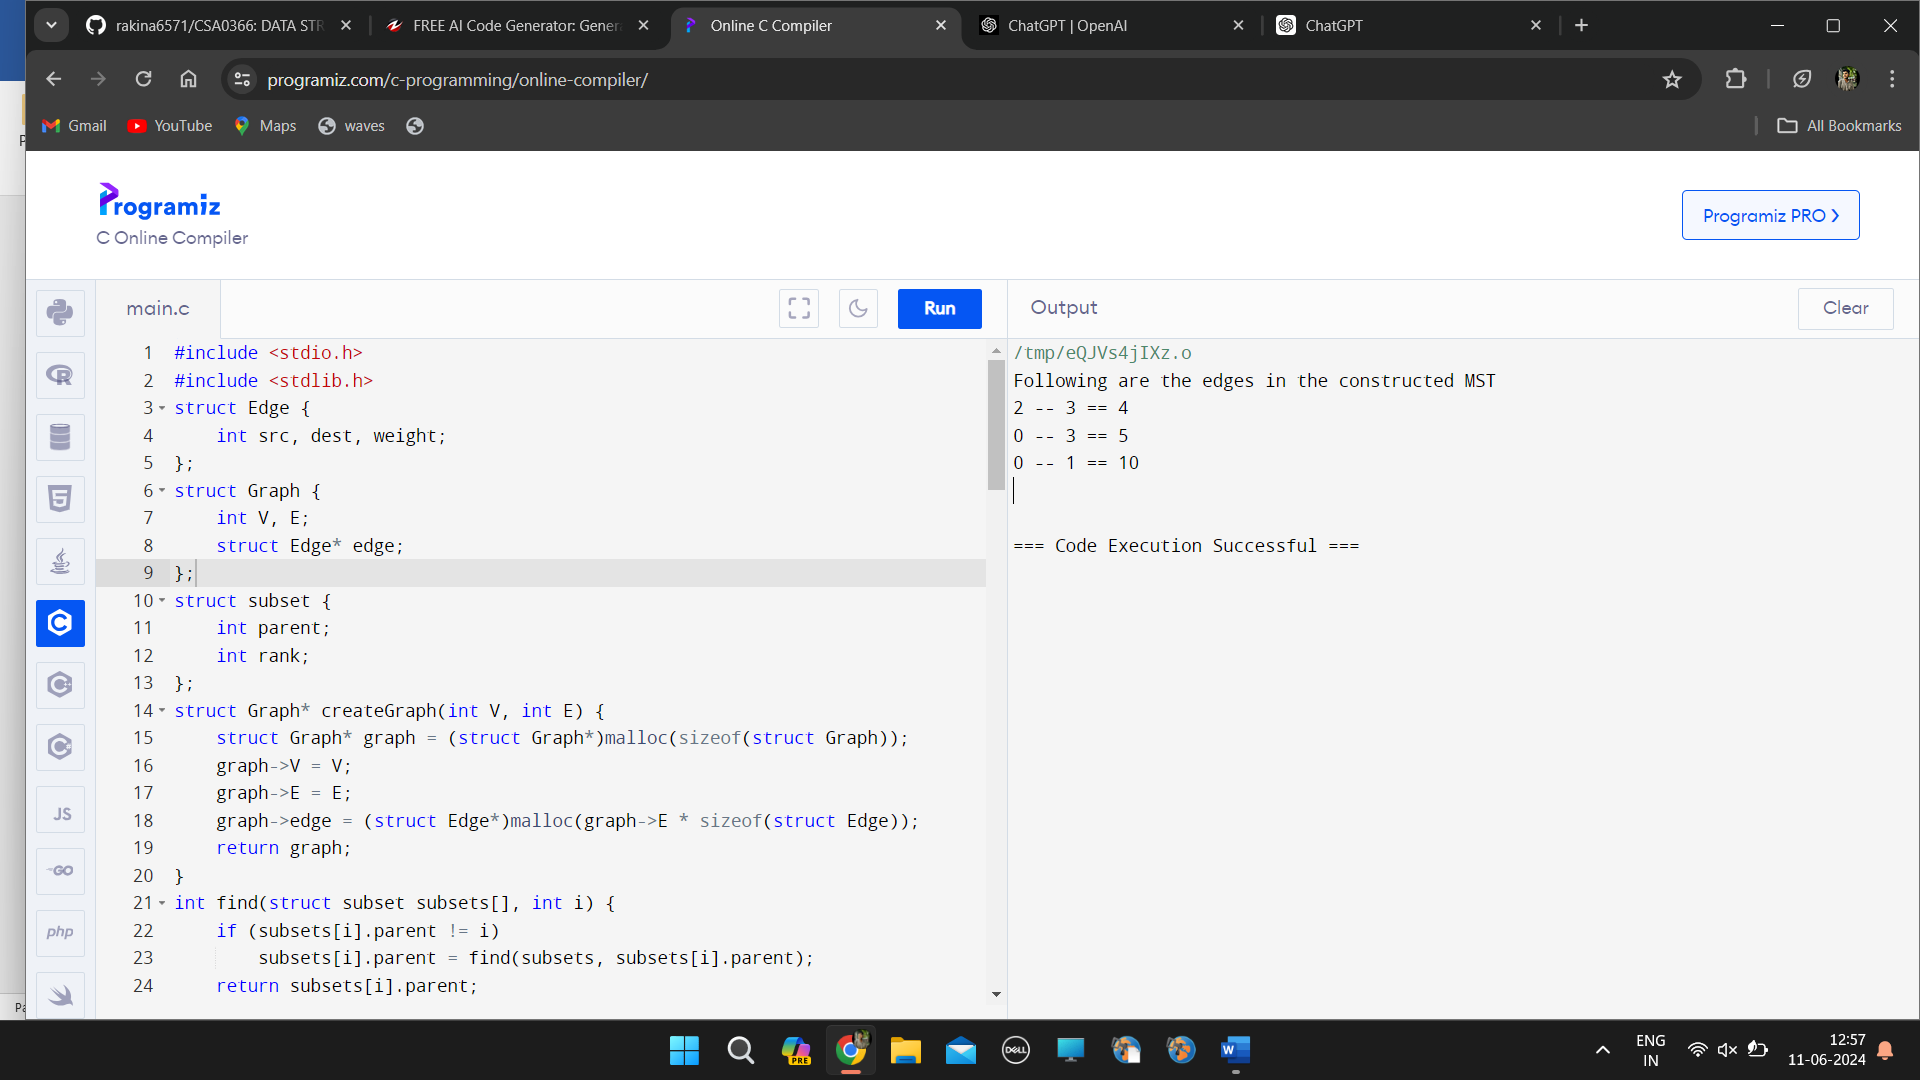 rakina6571/CSA0366: DATA STR
FREE AI Code Generator: Gener
Online C Compiler
ChatGPT | OpenAI
ChatGPT
programiz.com/c-programming/online-compiler/
Gmail
YouTube
Maps
waves
All Bookmarks
Programiz
C Online Compiler
Programiz PRO ❯
main.c
Run
Output
Clear
1 #include <stdio.h>
2 #include <stdlib.h>
3 struct Edge {
4     int src, dest, weight;
5 };
6 struct Graph {
7     int V, E;
8     struct Edge* edge;
9 };
10 struct subset {
11     int parent;
12     int rank;
13 };
14 struct Graph* createGraph(int V, int E) {
15     struct Graph* graph = (struct Graph*)malloc(sizeof(struct Graph));
16     graph->V = V;
17     graph->E = E;
18     graph->edge = (struct Edge*)malloc(graph->E * sizeof(struct Edge));
19     return graph;
20 }
21 int find(struct subset subsets[], int i) {
22     if (subsets[i].parent != i)
23         subsets[i].parent = find(subsets, subsets[i].parent);
24     return subsets[i].parent;
/tmp/eQJVs4jIXz.o
Following are the edges in the constructed MST
2 -- 3 == 4
0 -- 3 == 5
0 -- 1 == 10
=== Code Execution Successful ===
JS
GO
php
Pa
PRE
DELL
W
ENG
IN
12:57
11-06-2024